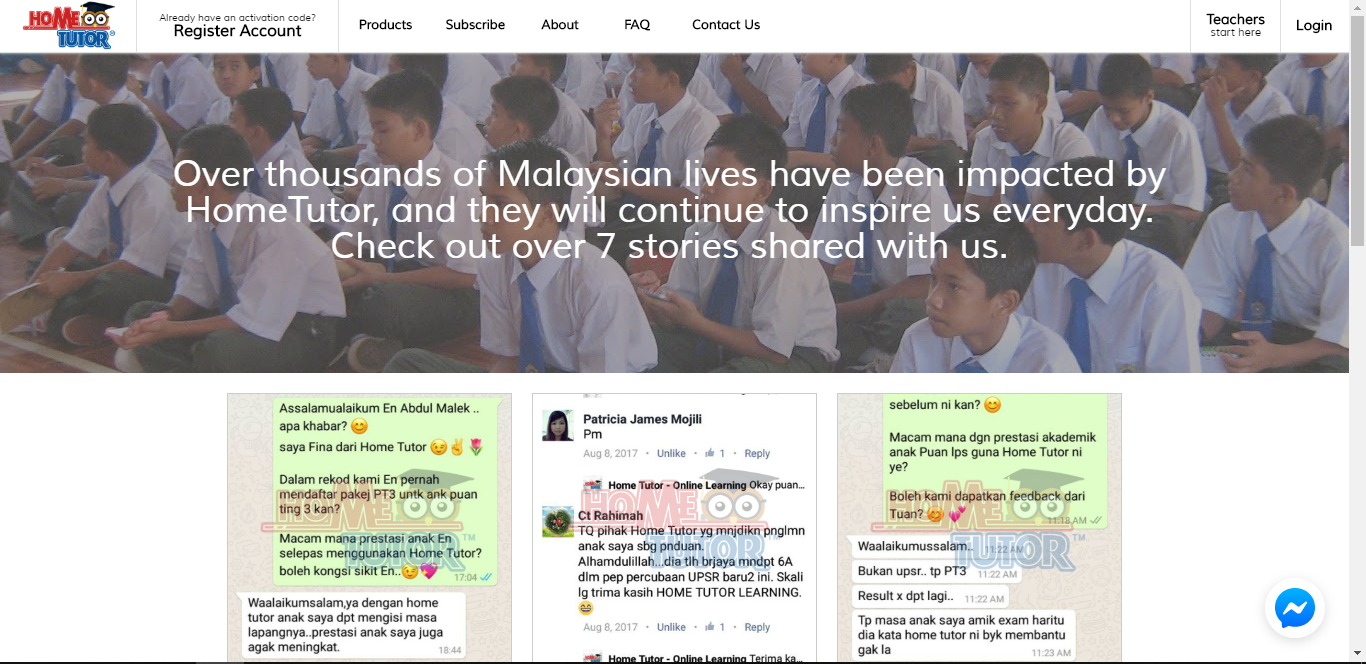 HOME TUTOR
Already have an activation code?
Register Account
Products
Subscribe
About
FAQ
Contact Us
Teachers
start here
Login
Over thousands of Malaysian lives have been impacted by
HomeTutor, and they will continue to inspire us everyday.
Check out over 7 stories shared with us.
Assalamualaikum En Abdul Malek ..
apa khabar? 😊
saya Fina dari Home Tutor 😉✌️🌷
Dalam rekod kami En pernah
mendaftar pakej PT3 untk ank puan
ting 3 kan?
Macam mana prestasi anak En
selepas menggunakan Home Tutor?
boleh kongsi sikit En..😉💖
17:04
Waalaikumsalam,ya dengan home
tutor anak saya dpt mengisi masa
lapangnya..prestasi anak saya juga
agak meningkat.
18:44
HOME TUTOR™
Patricia James Mojili
Pm
Aug 8, 2017 · Unlike · 1 · Reply
Home Tutor - Online Learning Okay puan...
Ct Rahimah
TQ pihak Home Tutor yg mnjdikn pnglmn
anak saya sbg pnduan.
Alhamdulillah...dia tlh brjaya mndpt 6A
dlm pep percubaan UPSR baru2 ini. Skali
lg trima kasih HOME TUTOR LEARNING.
😄
Aug 8, 2017 · Unlike · 1 · Reply
Home Tutor - Online Learning Terima ka...
HOME TUTOR™
sebelum ni kan? 😊
Macam mana dgn prestasi akademik
anak Puan lps guna Home Tutor ni
ye?
Boleh kami dapatkan feedback dari
Tuan? 😊 💕
11:18 AM
Waalaikumussalam.. 11:22 AM
Bukan upsr.. tp PT3 11:22 AM
Result x dpt lagi.. 11:22 AM
Tp masa anak saya amik exam haritu
dia kata home tutor ni byk membantu
gak la
11:23 AM
HOME TUTOR™